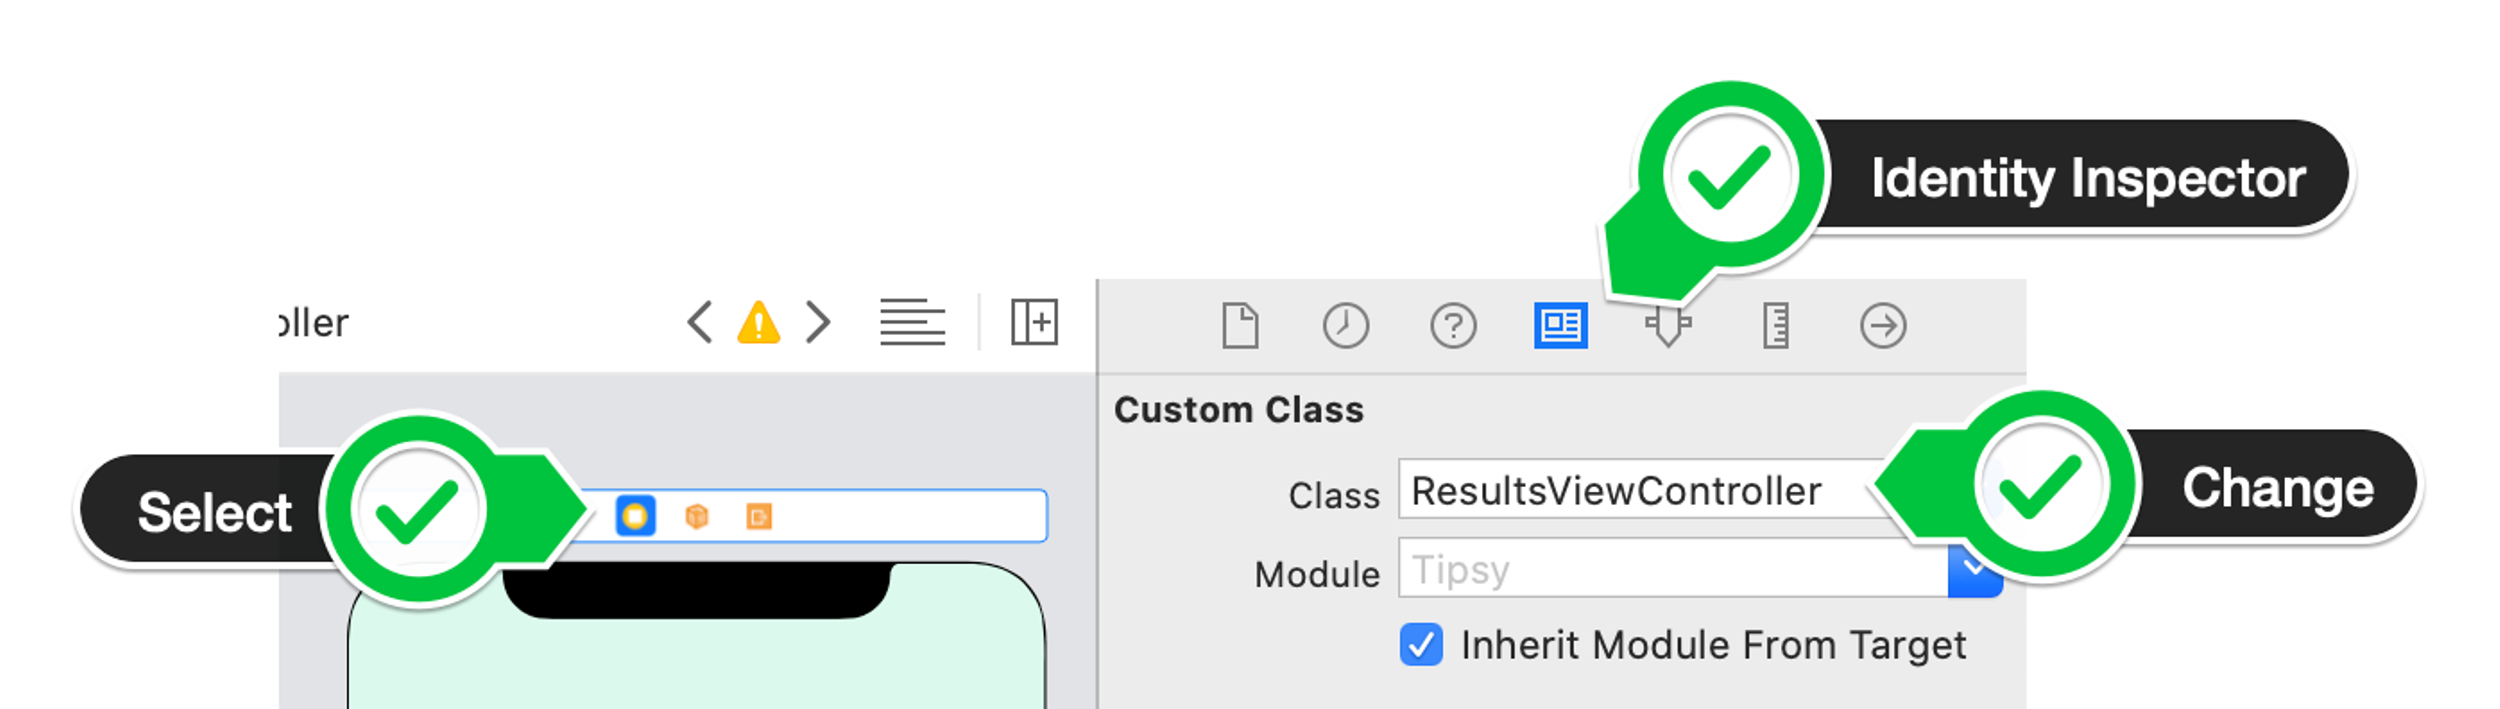 Identity Inspector
oller
Custom Class
Select
Class ResultsViewController
Change
Module Tipsy
Inherit Module From Target